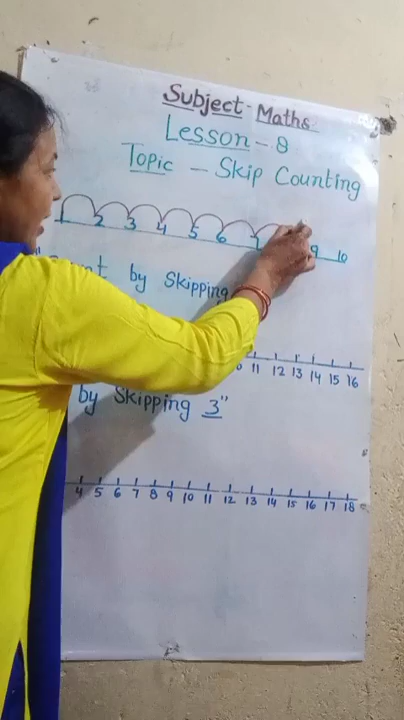 Subject - Maths
Lesson - 8
Topic - Skip Counting
1 2 3 4 5 6 7 9 10
by Skipping
11 12 13 14 15 16
by Skipping 3"
4 5 6 7 8 9 10 11 12 13 14 15 16 17 18